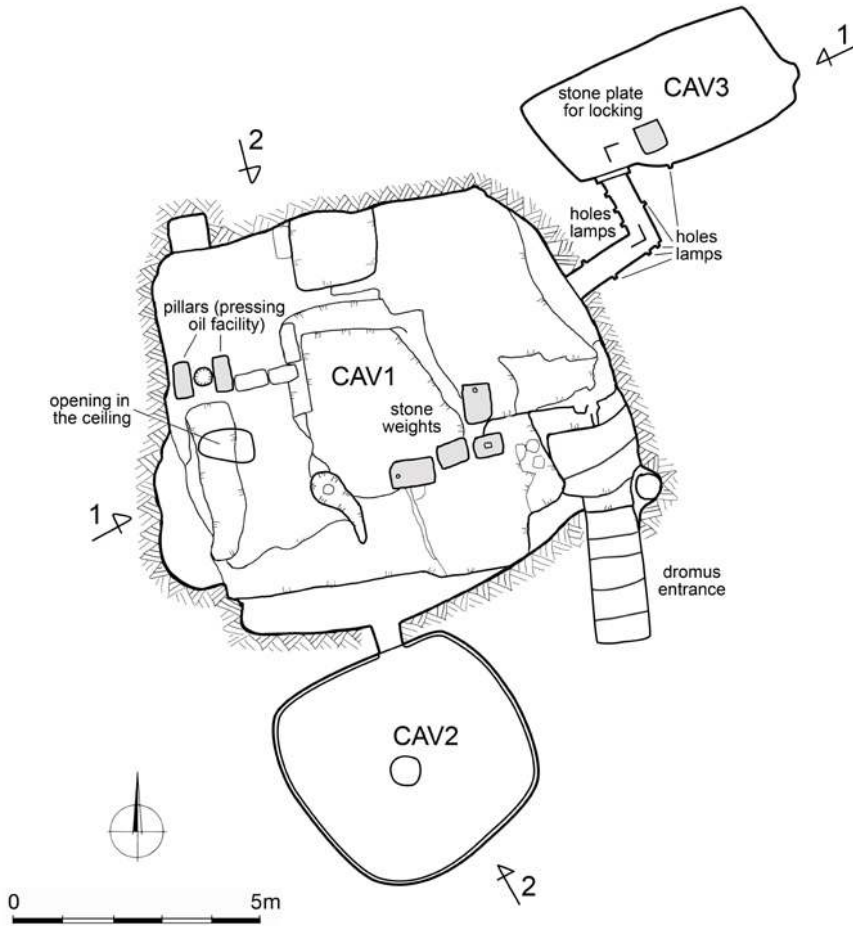 1
CAV3
stone plate
for locking
2
holes
lamps
holes
lamps
pillars (pressing
oil facility)
CAV1
opening in
the ceiling
stone
weights
1
dromus
entrance
CAV2
2
0
5m